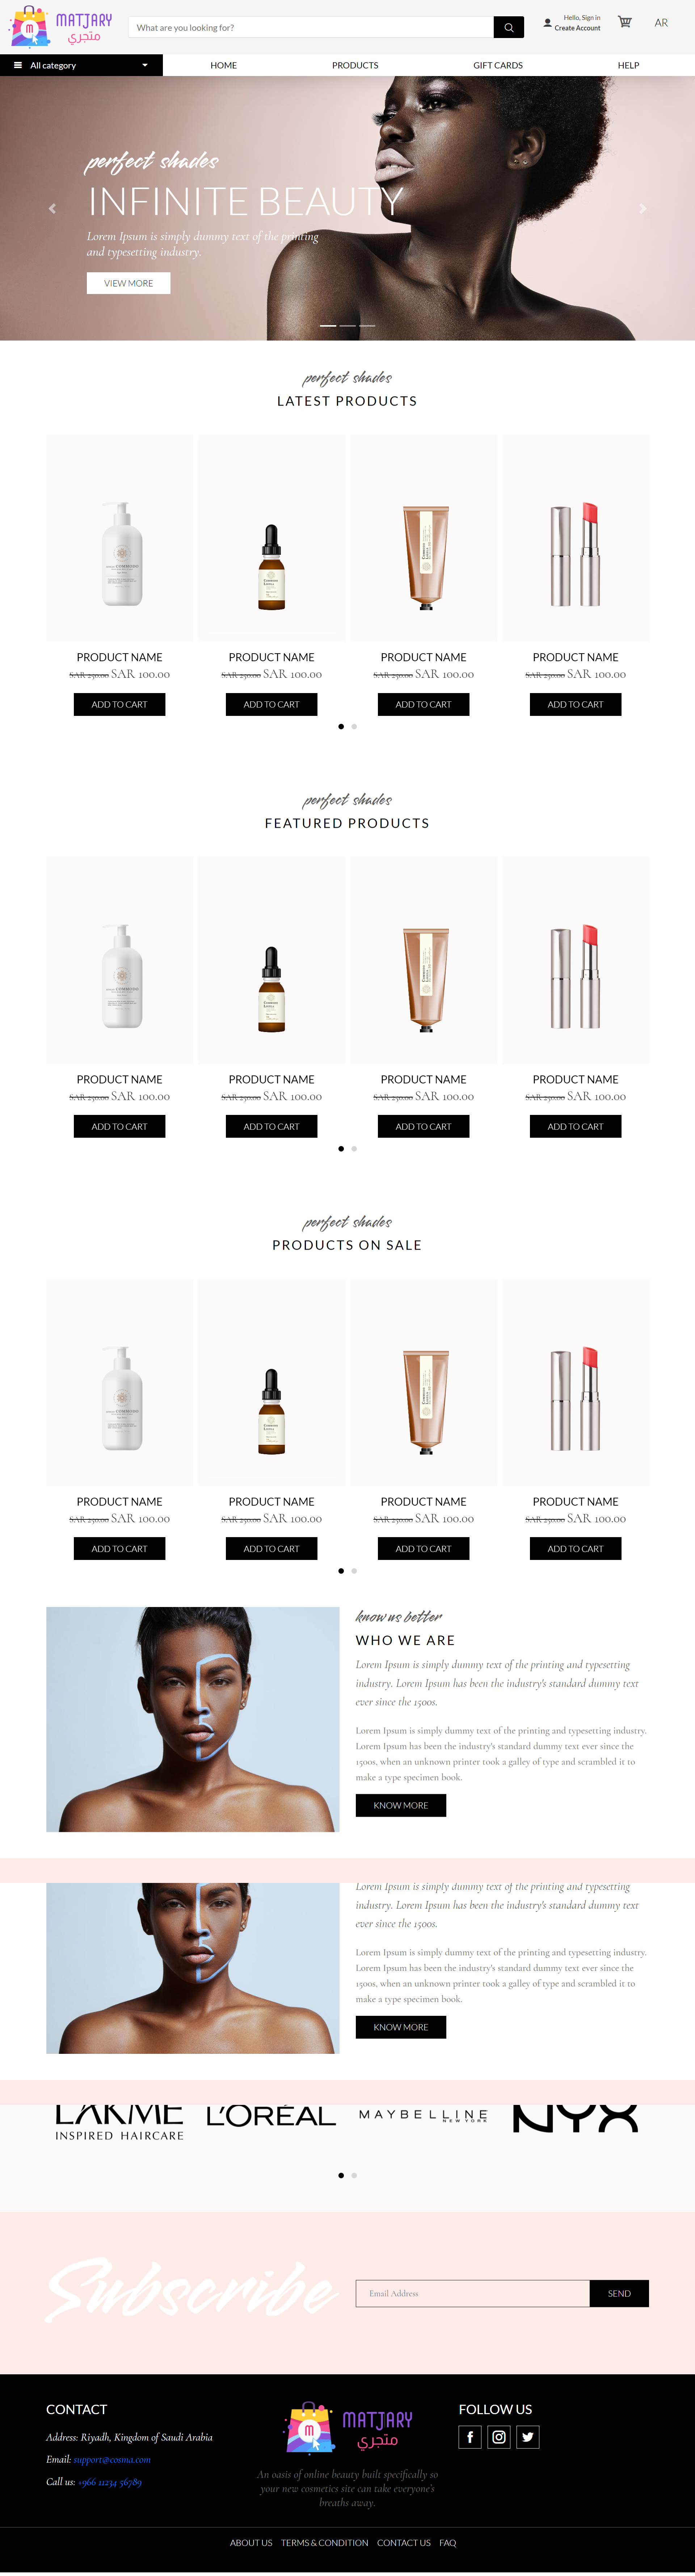 MATJARY
متجري
What are you looking for?
Hello, Sign in
Create Account
AR
All category
HOME
PRODUCTS
GIFT CARDS
HELP
perfect shades
INFINITE BEAUTY
Lorem Ipsum is simply dummy text of the printing
and typesetting industry.
VIEW MORE
perfect shades
LATEST PRODUCTS
PRODUCT NAME PRODUCT NAME PRODUCT NAME PRODUCT NAME
SAR 250.00 SAR 100.00 SAR 250.00 SAR 100.00 SAR 250.00 SAR 100.00 SAR 250.00 SAR 100.00
ADD TO CART ADD TO CART ADD TO CART ADD TO CART
perfect shades
FEATURED PRODUCTS
PRODUCT NAME PRODUCT NAME PRODUCT NAME PRODUCT NAME
SAR 250.00 SAR 100.00 SAR 250.00 SAR 100.00 SAR 250.00 SAR 100.00 SAR 250.00 SAR 100.00
ADD TO CART ADD TO CART ADD TO CART ADD TO CART
perfect shades
PRODUCTS ON SALE
PRODUCT NAME PRODUCT NAME PRODUCT NAME PRODUCT NAME
SAR 250.00 SAR 100.00 SAR 250.00 SAR 100.00 SAR 250.00 SAR 100.00 SAR 250.00 SAR 100.00
ADD TO CART ADD TO CART ADD TO CART ADD TO CART
know us better
WHO WE ARE
Lorem Ipsum is simply dummy text of the printing and typesetting
industry. Lorem Ipsum has been the industry's standard dummy text
ever since the 1500s.
Lorem Ipsum is simply dummy text of the printing and typesetting industry.
Lorem Ipsum has been the industry's standard dummy text ever since the
1500s, when an unknown printer took a galley of type and scrambled it to
make a type specimen book.
KNOW MORE
Lorem Ipsum is simply dummy text of the printing and typesetting
industry. Lorem Ipsum has been the industry's standard dummy text
ever since the 1500s.
Lorem Ipsum is simply dummy text of the printing and typesetting industry.
Lorem Ipsum has been the industry's standard dummy text ever since the
1500s, when an unknown printer took a galley of type and scrambled it to
make a type specimen book.
KNOW MORE
LAKMĒ L'ORÉAL MAYBELLINE NYX
INSPIRED HAIRCARE NEW YORK
Subscribe
Email Address
SEND
CONTACT
Address: Riyadh, Kingdom of Saudi Arabia
Email: support@cosma.com
Call us: +966 11234 56789
MATJARY
متجري
An oasis of online beauty built specifically so
your new cosmetics site can take everyone's
breaths away.
FOLLOW US
ABOUT US TERMS & CONDITION CONTACT US FAQ